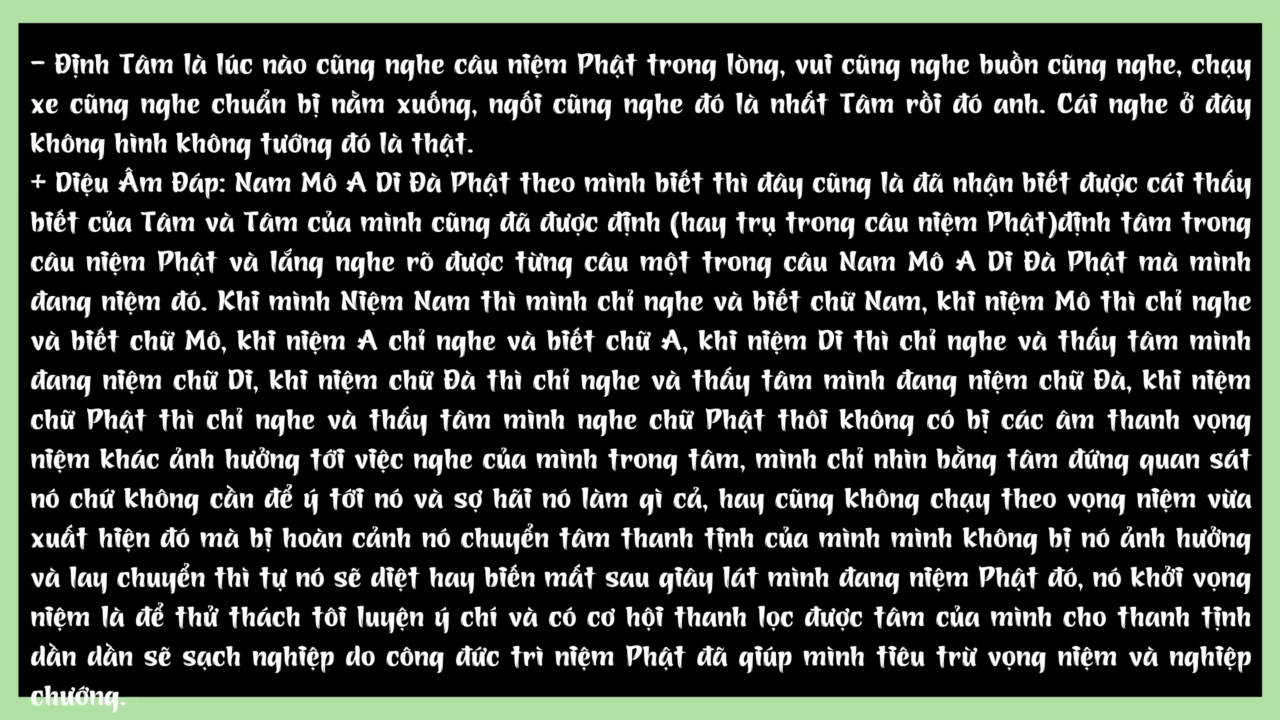 – Định Tâm là lúc nào cũng nghe câu niệm Phật trong lòng, vui cũng nghe buồn cũng nghe, chạy
xe cũng nghe chuẩn bị nằm xuống, ngối cũng nghe đó là nhất Tâm rồi đó anh. Cái nghe ở đây
không hình không tướng đó là thật.
+ Diệu Âm Đáp: Nam Mô A Di Đà Phật theo mình biết thì đây cũng là đã nhận biết được cái thấy
biết của Tâm và Tâm của mình cũng đã được định (hay trụ trong câu niệm Phật)định tâm trong
câu niệm Phật và lắng nghe rõ được từng câu một trong câu Nam Mô A Di Đà Phật mà mình
đang niệm đó. Khi mình Niệm Nam thì mình chỉ nghe và biết chữ Nam, khi niệm Mô thì chỉ nghe
và biết chữ Mô, khi niệm A chỉ nghe và biết chữ A, khi niệm Di thì chỉ nghe và thấy tâm mình
đang niệm chữ Di, khi niệm chữ Đà thì chỉ nghe và thấy tâm mình đang niệm chữ Đà, khi niệm
chữ Phật thì chỉ nghe và thấy tâm mình nghe chữ Phật thôi không có bị các âm thanh vọng
niệm khác ảnh hưởng tới việc nghe của mình trong tâm, mình chỉ nhìn bằng tâm đứng quan sát
nó chứ không cần để ý tới nó và sợ hãi nó làm gì cả, hay cũng không chạy theo vọng niệm vừa
xuất hiện đó mà bị hoàn cảnh nó chuyển tâm thanh tịnh của mình mình không bị nó ảnh hưởng
và lay chuyển thì tự nó sẽ diệt hay biến mất sau giây lát mình đang niệm Phật đó, nó khởi vọng
niệm là để thử thách tôi luyện ý chí và có cơ hội thanh lọc được tâm của mình cho thanh tịnh
dần dần sẽ sạch nghiệp do công đức trì niệm Phật đã giúp mình tiêu trừ vọng niệm và nghiệp
chướng.